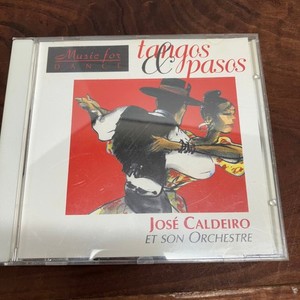 Music for
DANCE
tangos
& pasos
JOSÉ CALDEIRO
ET SON ORCHESTRE